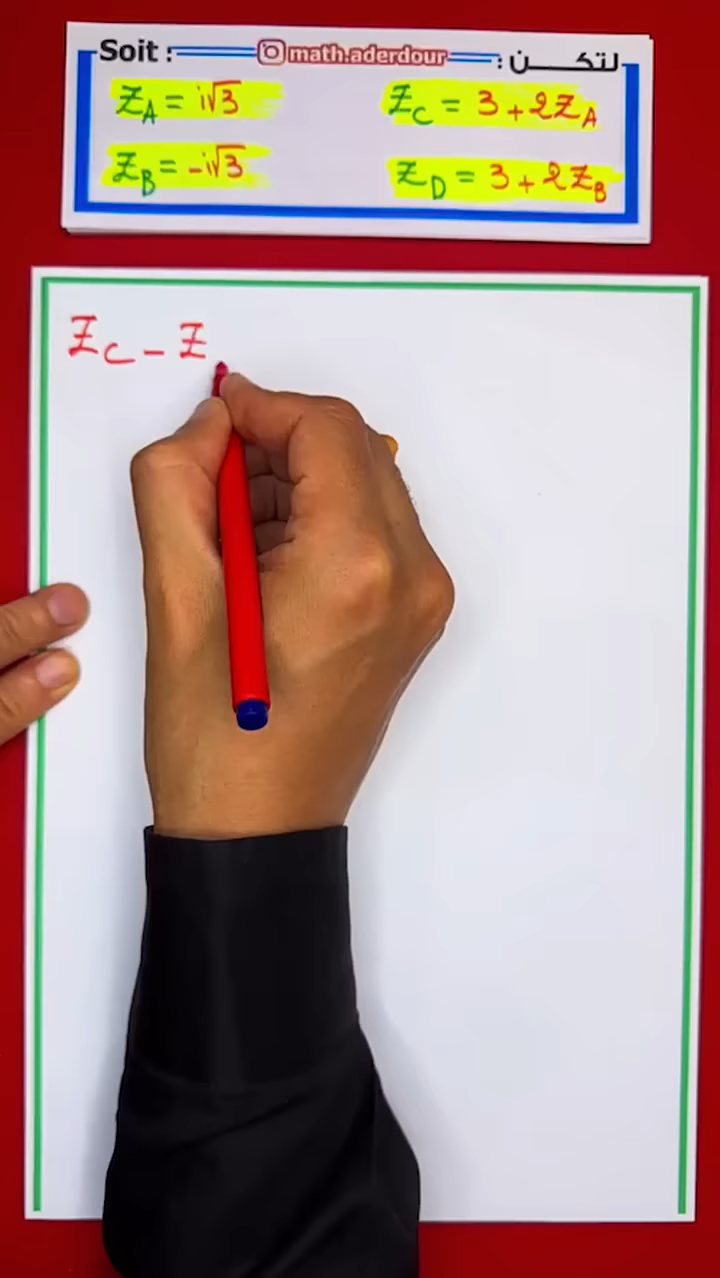 Soit : math.aderdour لتكن :
Z_A = i√3 Z_C = 3 + 2Z_A
Z_B = -i√3 Z_D = 3 + 2Z_B
Z_C - Z